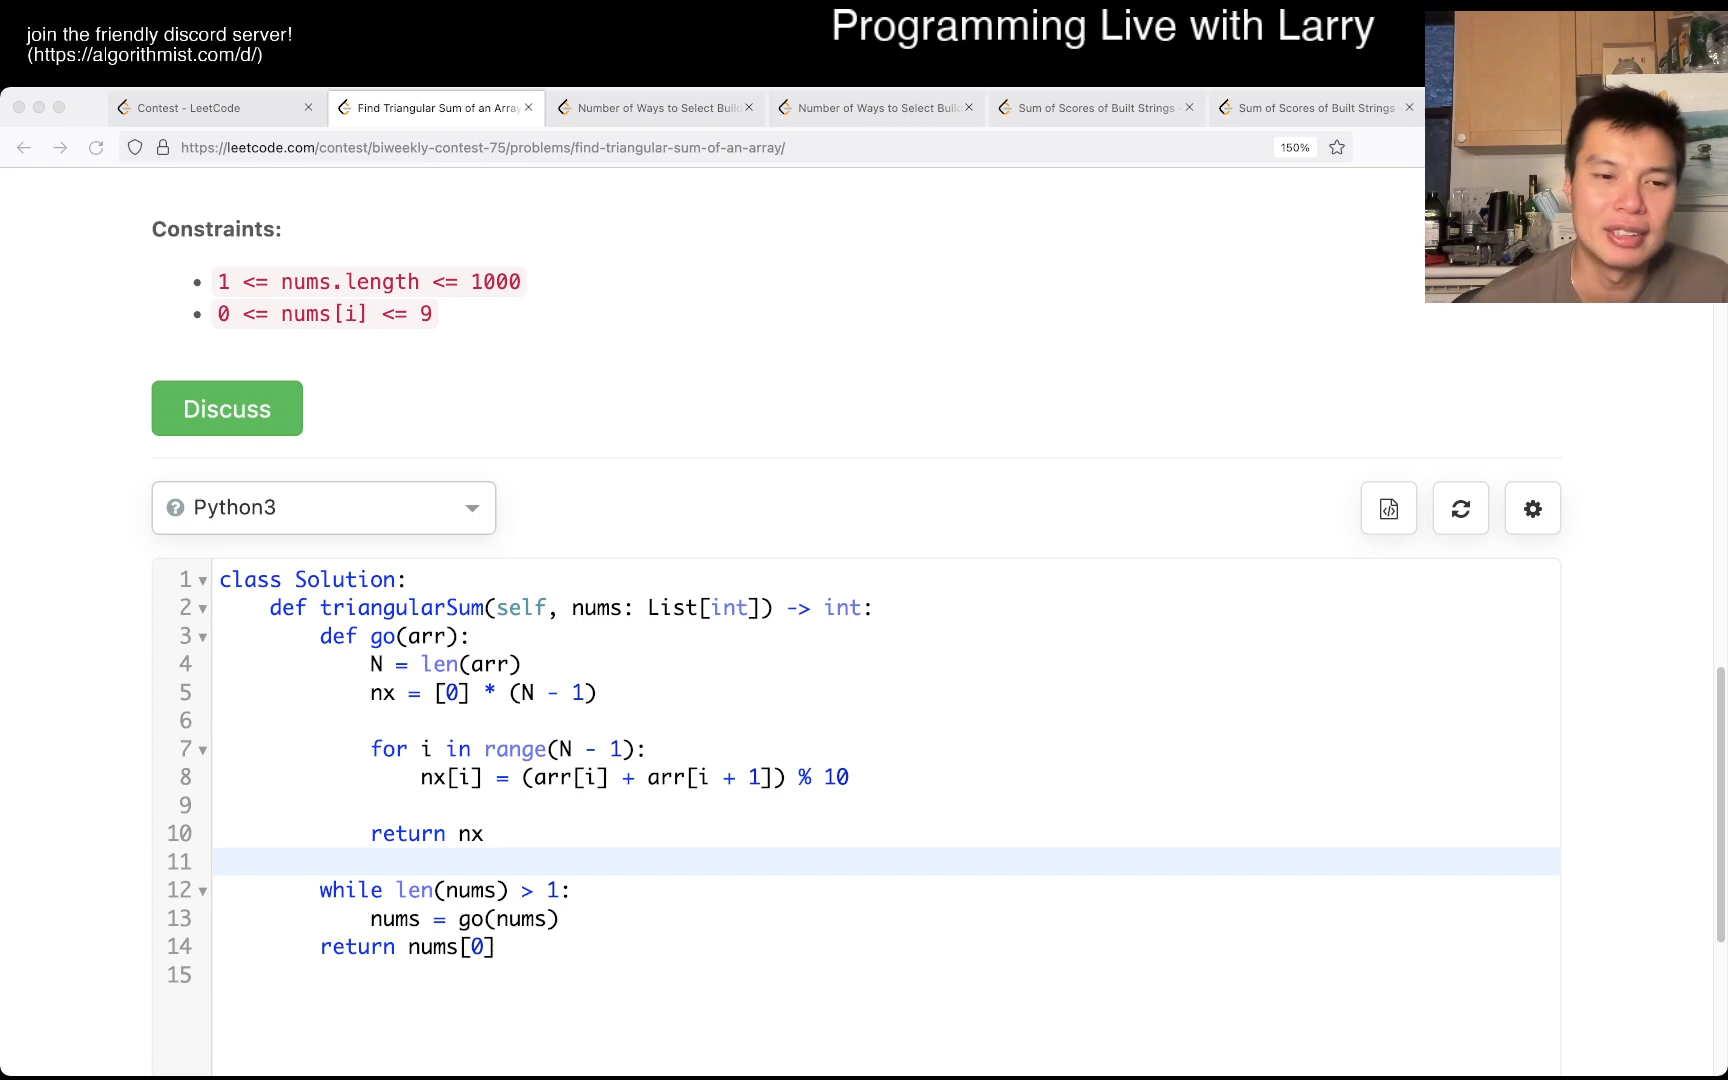 join the friendly discord server!
(https://algorithmist.com/d/)
Programming Live with Larry
Contest - LeetCode
Find Triangular Sum of an Array
Number of Ways to Select Buil
Number of Ways to Select Buil
Sum of Scores of Built Strings -
Sum of Scores of Built Strings -
https://leetcode.com/contest/biweekly-contest-75/problems/find-triangular-sum-of-an-array/
150%
Constraints:
1 <= nums.length <= 1000
0 <= nums[i] <= 9
Discuss
Python3
1 class Solution:
2     def triangularSum(self, nums: List[int]) -> int:
3         def go(arr):
4             N = len(arr)
5             nx = [0] * (N - 1)
6
7             for i in range(N - 1):
8                 nx[i] = (arr[i] + arr[i + 1]) % 10
9
10             return nx
11
12         while len(nums) > 1:
13             nums = go(nums)
14         return nums[0]
15